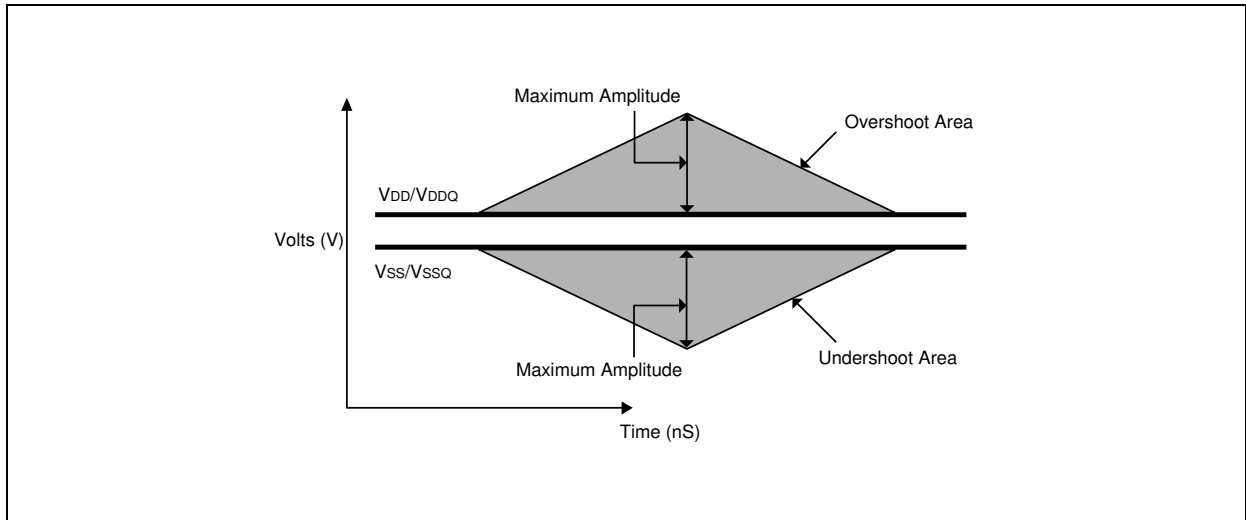 Maximum Amplitude
Overshoot Area
VDD/VDDQ
Volts (V)
VSS/VSSQ
Undershoot Area
Maximum Amplitude
Time (nS)